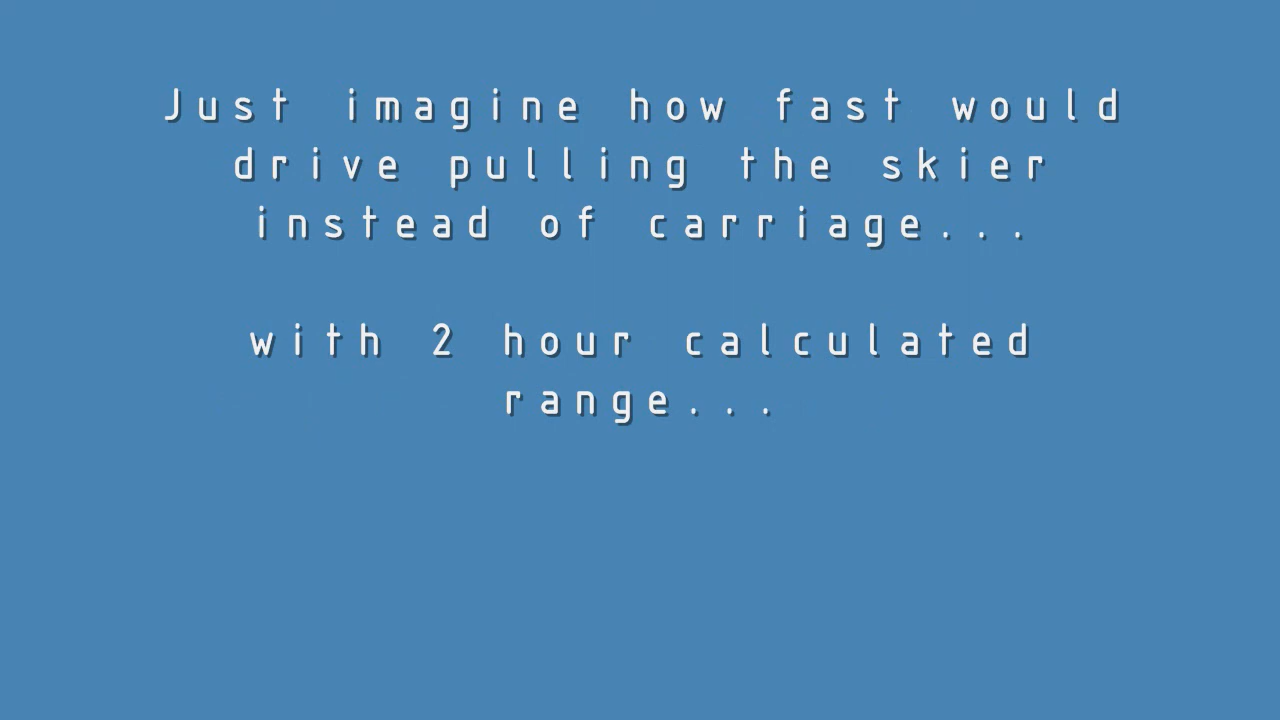 Just imagine how fast would
drive pulling the skier
instead of carriage...
with 2 hour calculated
range...